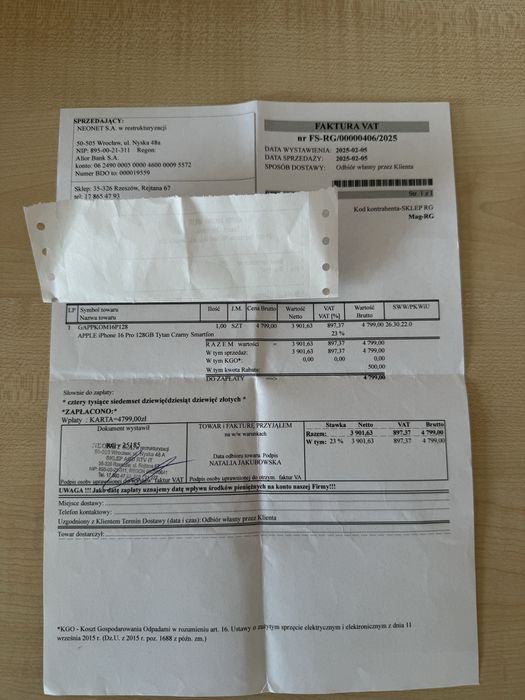 SPRZEDAJĄCY:
NEONET S.A. w restrukturyzacji
50-505 Wrocław, ul. Nyska 48a
NIP: 895-00-21-311 Regon:
Alior Bank S.A.
konto: 06 2490 0005 0000 4600 0009 5572
Numer BDO to: 000019559
Sklep: 35-326 Rzeszów, Rejtana 67
tel: 17 865 47 93
FAKTURA VAT
nr FS-RG/00000406/2025
DATA WYSTAWIENIA: 2025-02-05
DATA SPRZEDAŻY: 2025-02-05
SPOSÓB DOSTAWY: Odbiór własny przez Klienta
Str. 1 z 1
Kod kontrahenta-SKLEP RG
Mag-RG
LP Symbol towaru Nazwa towaru Ilość J.M. Cena Brutto Wartość Netto VAT VAT [%] Wartość Brutto SWW/PKWiU
1 GAPPKOM16P128 1,00 SZT 4 799,00 3 901,63 897,37 4 799,00 26.30.22.0
APPLE iPhone 16 Pro 128GB Tytan Czarny Smartfon 23 %
RAZEM wartości = 3 901,63 897,37 4 799,00
W tym sprzedaż: 3 901,63 897,37 4 799,00
W tym KGO*: 0,00 0,00 0,00
W tym kwota Rabatu: 500,00
DO ZAPŁATY ===> 4 799,00
Słownie do zapłaty:
* cztery tysiące siedemset dziewięćdziesiąt dziewięć złotych *
*ZAPŁACONO:*
Wpłaty : KARTA=4799,00zł
Dokument wystawił
NEONET S.A. w restrukturyzacji
50-505 Wrocław, ul. Nyska 48 A
Podpis osoby uprawnionej do wystaw. faktur VAT
TOWAR i FAKTURĘ PRZYJĄŁEM
na w/w warunkach
Data odbioru towaru. Podpis
NATALIA JAKUBOWSKA
Podpis osoby uprawnionej do otrzym. faktur VAT
Stawka Netto VAT Brutto
Razem: 3 901,63 897,37 4 799,00
W tym: 23 % 3 901,63 897,37 4 799,00
UWAGA !!! Jako datę zapłaty uznajemy datę wpływu środków pieniężnych na konto naszej Firmy!!!
Miejsce dostawy:
Telefon kontaktowy:
Uzgodniony z Klientem Termin Dostawy (data i czas): Odbiór własny przez Klienta
Towar dostarczył:
*KGO - Koszt Gospodarowania Odpadami w rozumieniu art. 16. Ustawy o zużytym sprzęcie elektrycznym i elektronicznym z dnia 11
września 2015 r. (Dz.U. z 2015 r. poz. 1688 z późn. zm.)